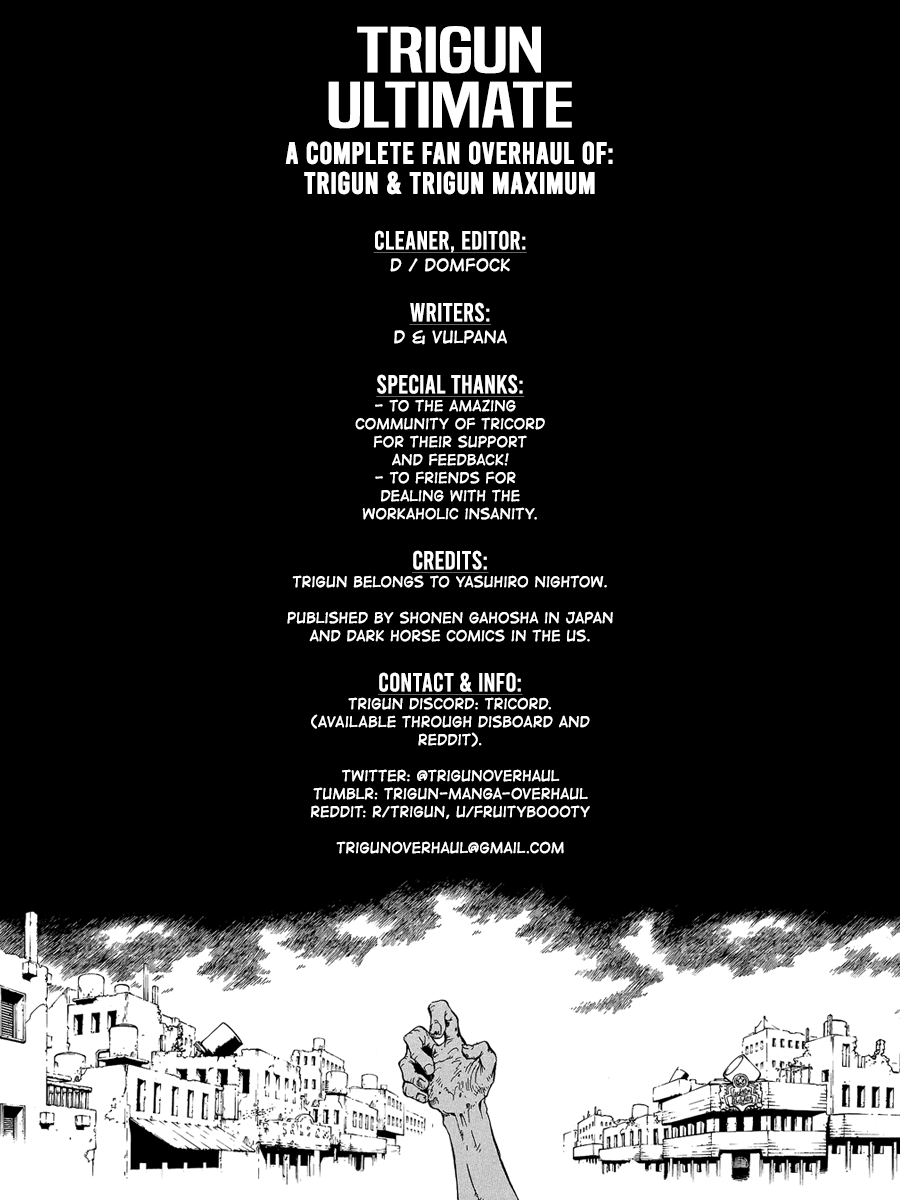 TRIGUN
ULTIMATE
A COMPLETE FAN OVERHAUL OF:
TRIGUN & TRIGUN MAXIMUM
CLEANER, EDITOR:
D / DOMFOCK
WRITERS:
D & VULPANA
SPECIAL THANKS:
- TO THE AMAZING
COMMUNITY OF TRICORD
FOR THEIR SUPPORT
AND FEEDBACK!
- TO FRIENDS FOR
DEALING WITH THE
WORKAHOLIC INSANITY.
CREDITS:
TRIGUN BELONGS TO YASUHIRO NIGHTOW.
PUBLISHED BY SHONEN GAHOSHA IN JAPAN
AND DARK HORSE COMICS IN THE US.
CONTACT & INFO:
TRIGUN DISCORD: TRICORD.
(AVAILABLE THROUGH DISBOARD AND
REDDIT).
TWITTER: @TRIGUNOVERHAUL
TUMBLR: TRIGUN-MANGA-OVERHAUL
REDDIT: R/TRIGUN, U/FRUITYBOOOTY
TRIGUNOVERHAUL@GMAIL.COM